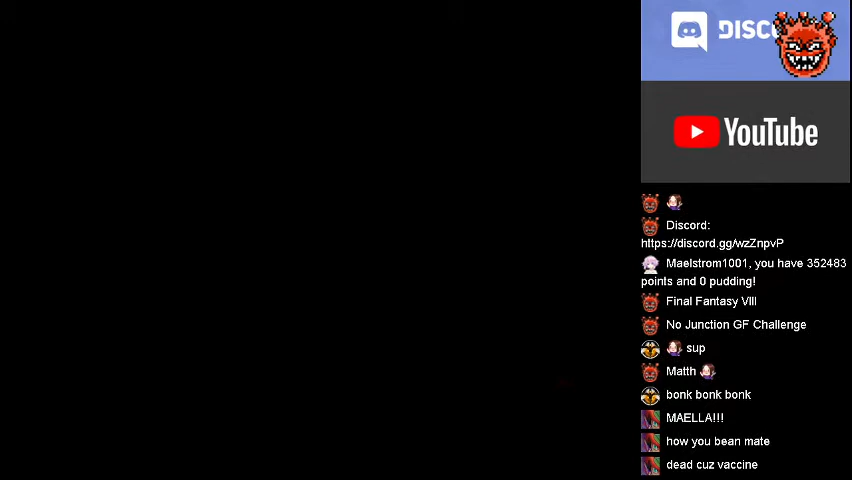 DISCO
YouTube
Discord:
https://discord.gg/wzZnpvP
Maelstrom1001, you have 352483
points and 0 pudding!
Final Fantasy VIII
No Junction GF Challenge
sup
Matth
bonk bonk bonk
MAELLA!!!
how you bean mate
dead cuz vaccine